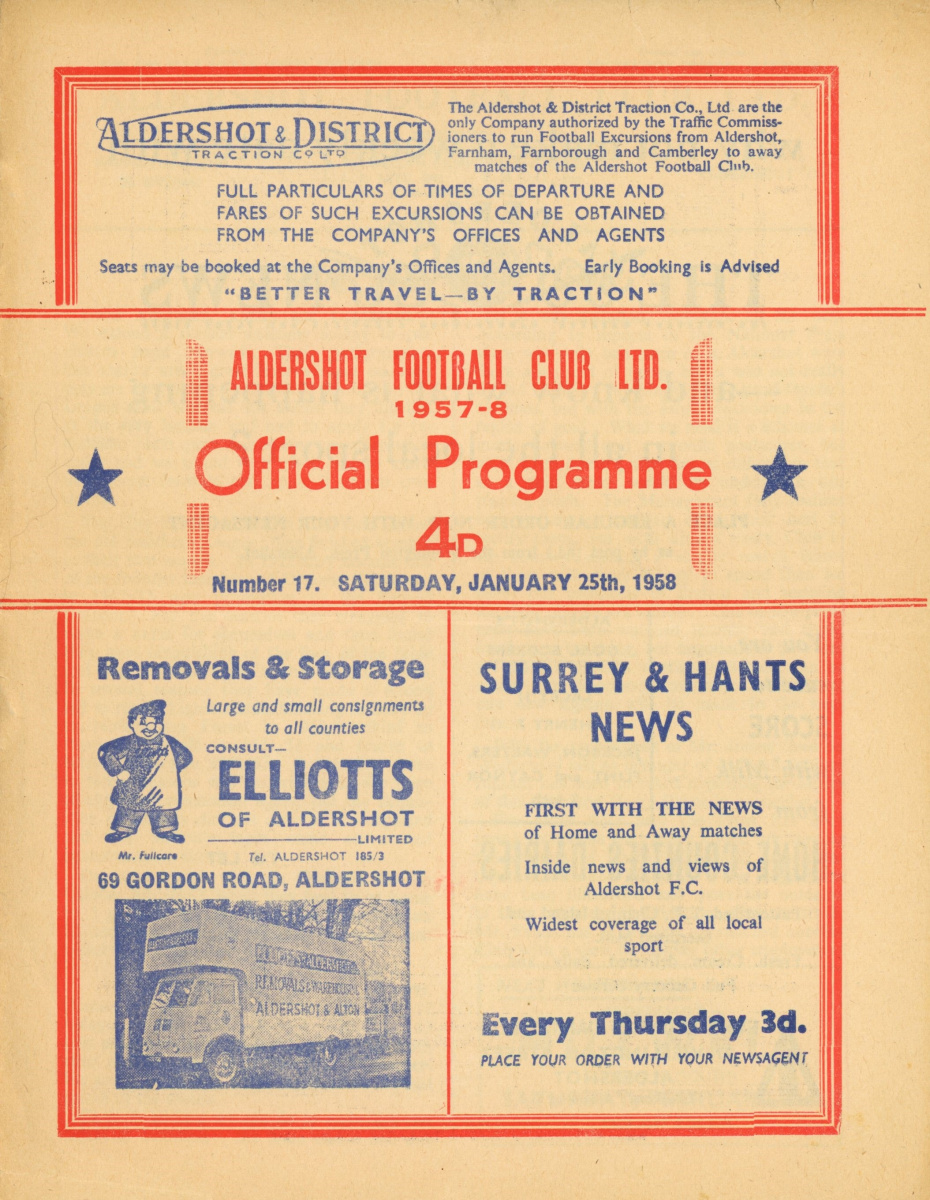 ALDERSHOT & DISTRICT
TRACTION CO LTD
The Aldershot & District Traction Co., Ltd are the
only Company authorized by the Traffic Commiss-
ioners to run Football Excursions from Aldershot,
Farnham, Farnborough and Camberley to away
matches of the Aldershot Football Club.
FULL PARTICULARS OF TIMES OF DEPARTURE AND
FARES OF SUCH EXCURSIONS CAN BE OBTAINED
FROM THE COMPANY'S OFFICES AND AGENTS
Seats may be booked at the Company's Offices and Agents. Early Booking is Advised
"BETTER TRAVEL—BY TRACTION"
ALDERSHOT FOOTBALL CLUB LTD.
1957-8
Official Programme
4D
Number 17. SATURDAY, JANUARY 25th, 1958
Removals & Storage
Large and small consignments
to all counties
CONSULT—
ELLIOTTS
OF ALDERSHOT
LIMITED
Mr. Fullcare
Tel. ALDERSHOT 185/3
69 GORDON ROAD, ALDERSHOT
REMOVALS & WAREHOUSING
ALDERSHOT & ALTON
SURREY & HANTS
NEWS
FIRST WITH THE NEWS
of Home and Away matches
Inside news and views of
Aldershot F.C.
Widest coverage of all local
sport
Every Thursday 3d.
PLACE YOUR ORDER WITH YOUR NEWSAGENT